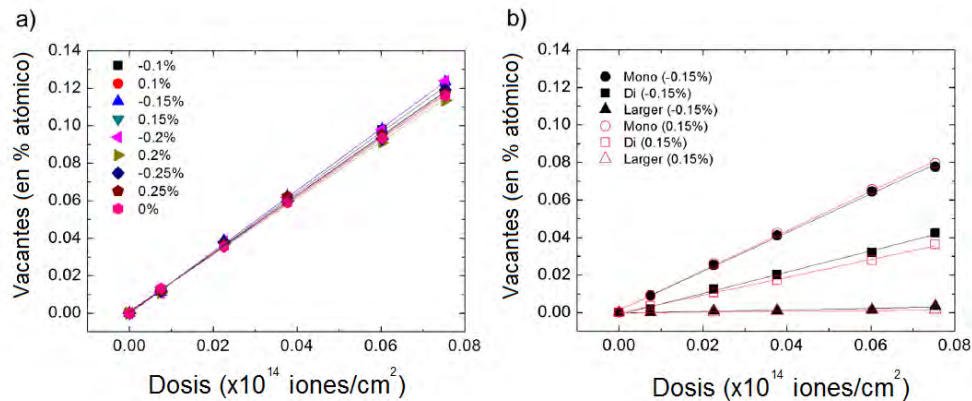 a)
Vacantes (en % atómico)
0.14
0.12
0.10
0.08
0.06
0.04
0.02
0.00
-0.1%
0.1%
-0.15%
0.15%
-0.2%
0.2%
-0.25%
0.25%
0%
0.00
0.02
0.04
0.06
0.08
Dosis (x10¹⁴ iones/cm²)
b)
Vacantes (en % atómico)
0.14
0.12
0.10
0.08
0.06
0.04
0.02
0.00
Mono (-0.15%)
Di (-0.15%)
Larger (-0.15%)
Mono (0.15%)
Di (0.15%)
Larger (0.15%)
0.00
0.02
0.04
0.06
0.08
Dosis (x10¹⁴ iones/cm²)